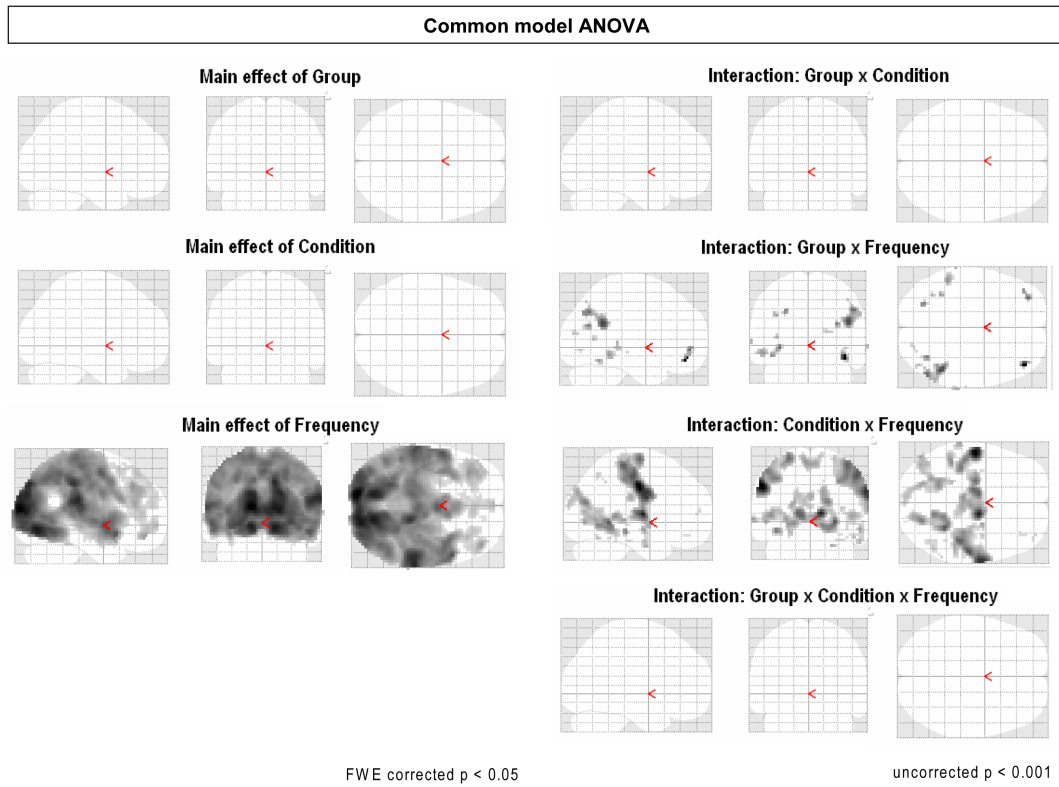 Common model ANOVA
Main effect of Group
Main effect of Condition
Main effect of Frequency
FWE corrected p < 0.05
Interaction: Group x Condition
Interaction: Group x Frequency
Interaction: Condition x Frequency
Interaction: Group x Condition x Frequency
uncorrected p < 0.001